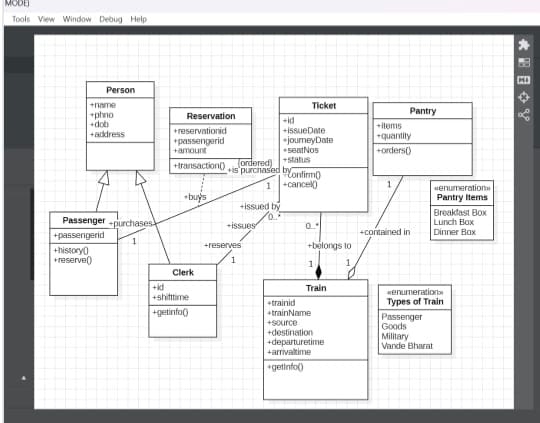 MODE)
Tools View Window Debug Help
Person
+name
+phno
+dob
+address
Reservation
+reservationid
+passengerid
+amount
+transaction()
Ticket
+id
+issueDate
+journeyDate
+seatNos
+status
+confirm()
+cancel()
Pantry
+items
+quantity
+orders()
{ordered}
+is purchased by
1
+buys
+issued by
0..*
+issues
+purchases
1
+reserves
1
0..*
+belongs to
1
1
+contained in
1
«enumeration»
Pantry Items
Breakfast Box
Lunch Box
Dinner Box
Passenger
+passengerid
+history()
+reserve()
Clerk
+id
+shifttime
+getinfo()
Train
+trainid
+trainName
+source
+destination
+departuretime
+arrivaltime
+getInfo()
«enumeration»
Types of Train
Passenger
Goods
Military
Vande Bharat